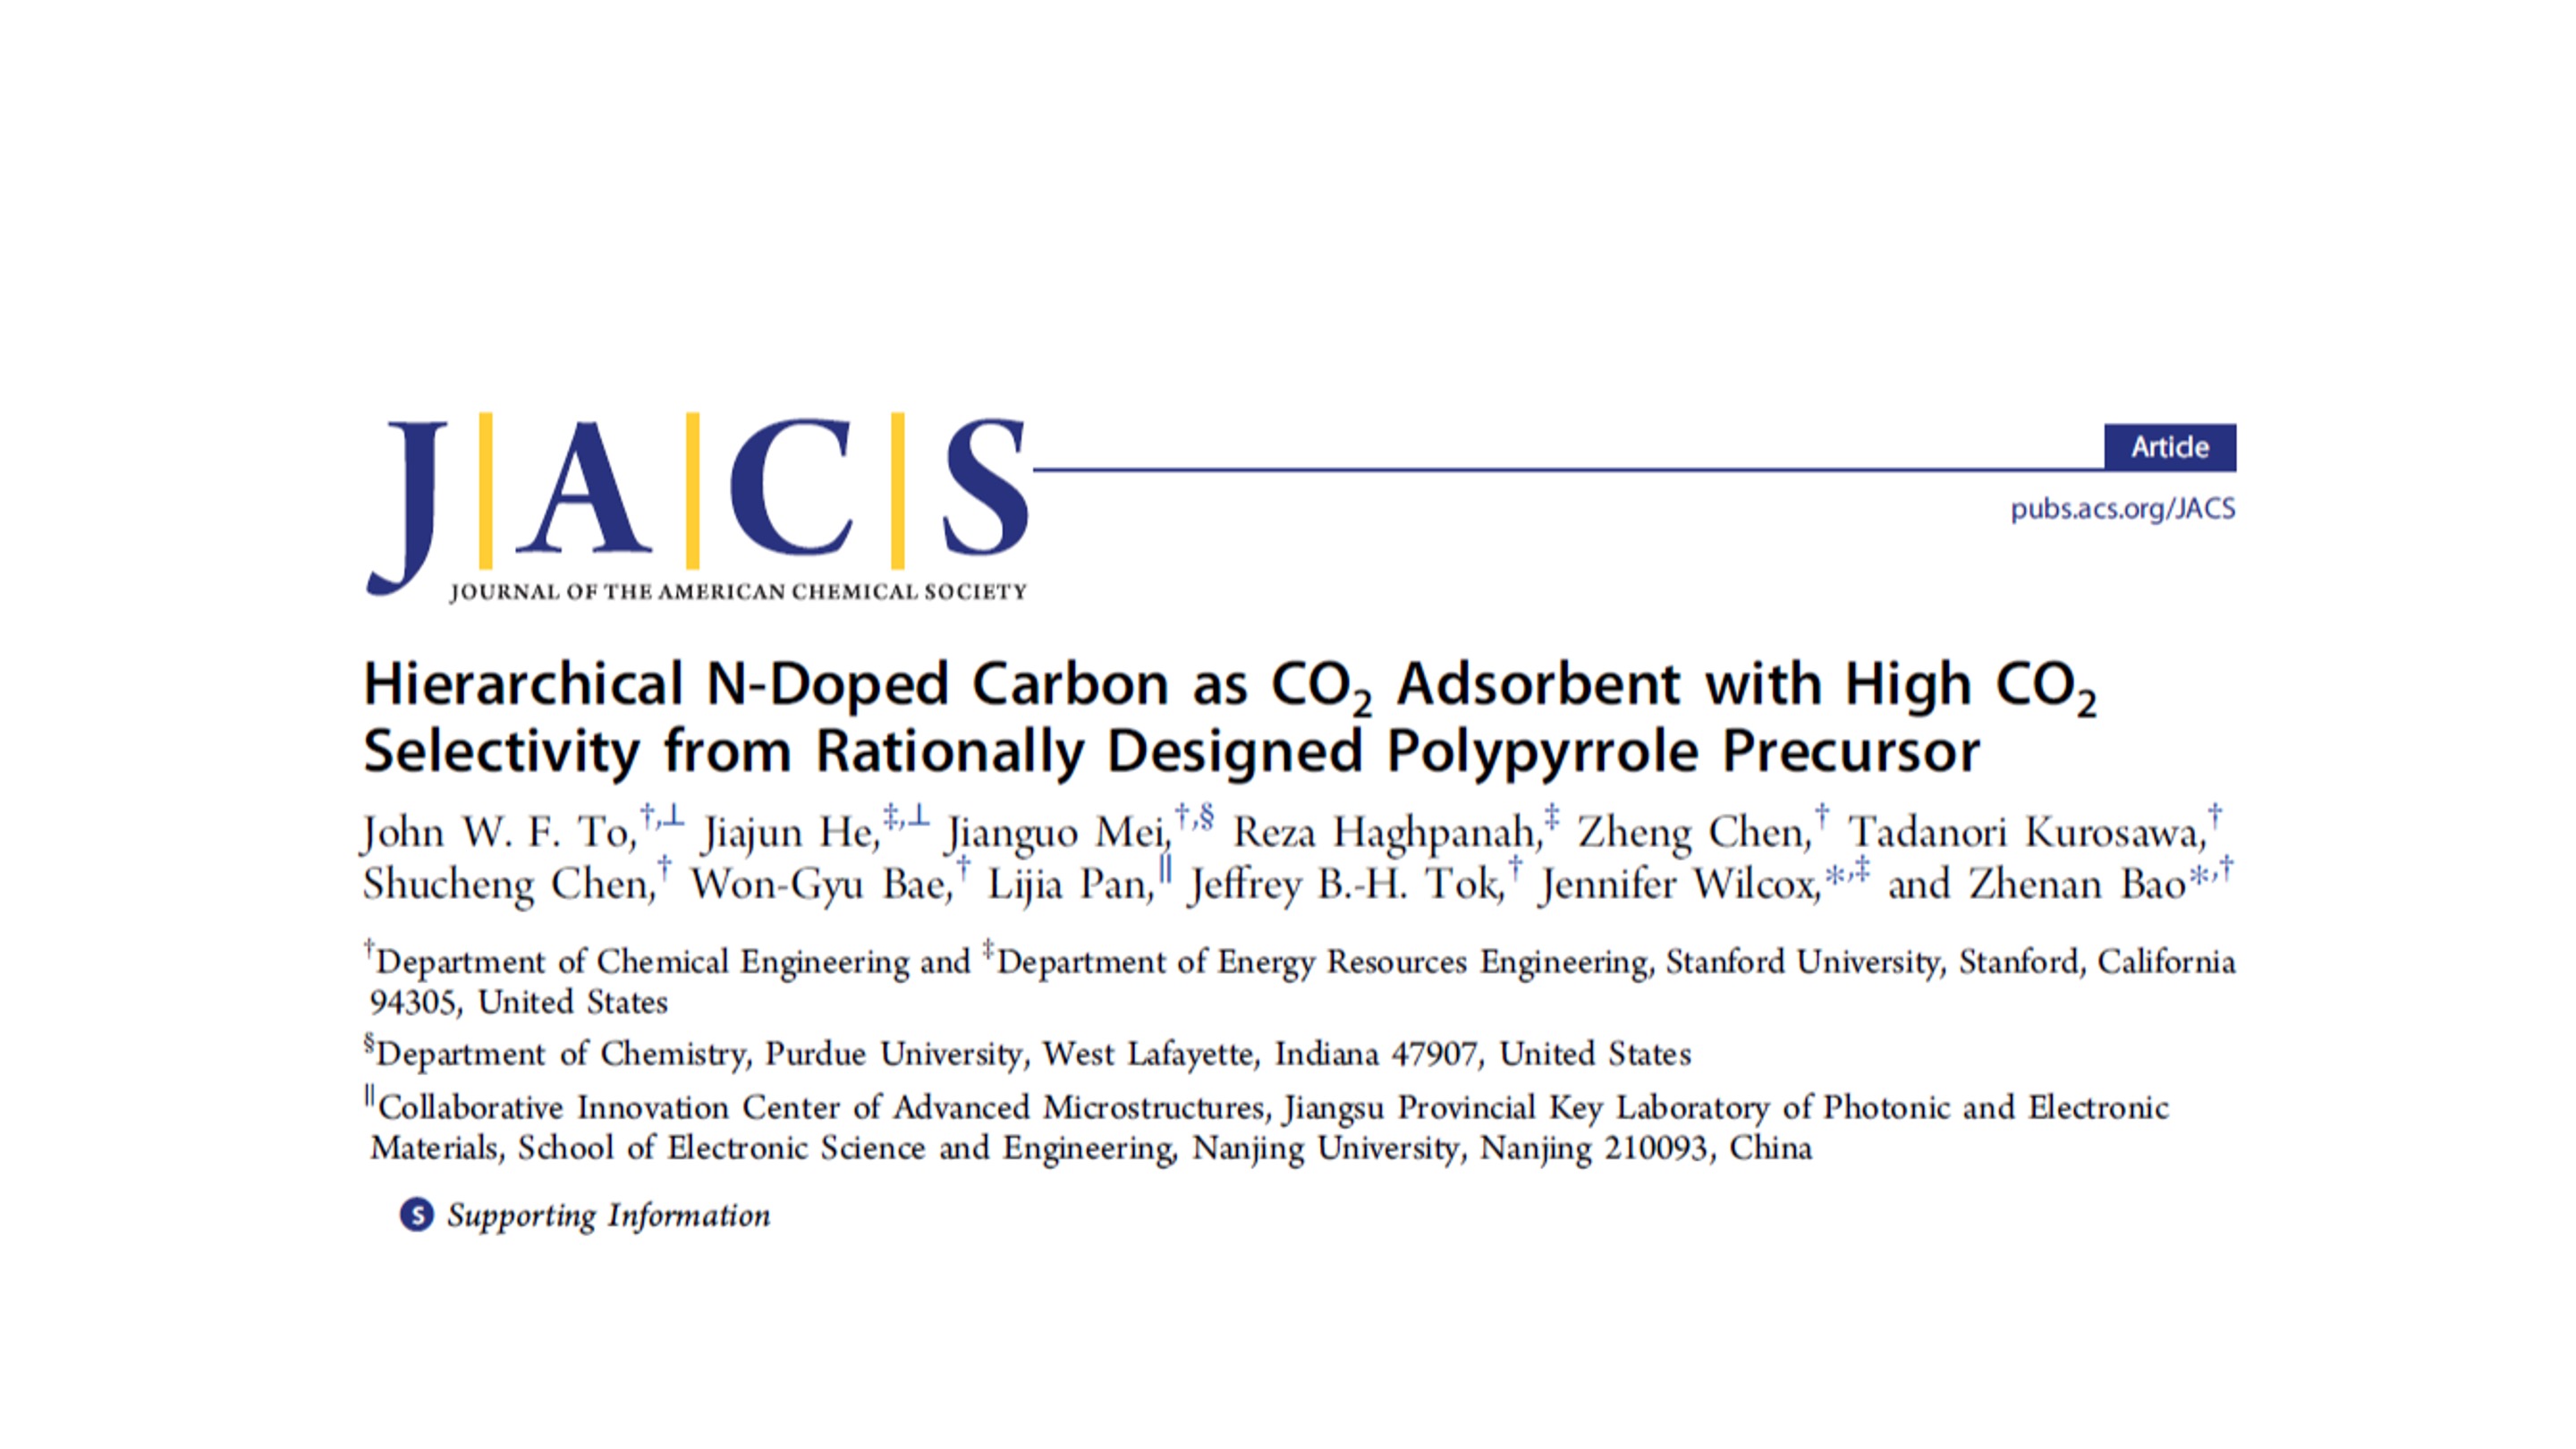 J|A|C|S
JOURNAL OF THE AMERICAN CHEMICAL SOCIETY
Article
pubs.acs.org/JACS
Hierarchical N-Doped Carbon as CO₂ Adsorbent with High CO₂
Selectivity from Rationally Designed Polypyrrole Precursor
John W. F. To,†,⊥ Jiajun He,‡,⊥ Jianguo Mei,†,§ Reza Haghpanah,‡ Zheng Chen,† Tadanori Kurosawa,†
Shucheng Chen,† Won-Gyu Bae,† Lijia Pan,∥ Jeffrey B.-H. Tok,† Jennifer Wilcox,*,‡ and Zhenan Bao*,†
†Department of Chemical Engineering and ‡Department of Energy Resources Engineering, Stanford University, Stanford, California
94305, United States
§Department of Chemistry, Purdue University, West Lafayette, Indiana 47907, United States
∥Collaborative Innovation Center of Advanced Microstructures, Jiangsu Provincial Key Laboratory of Photonic and Electronic
Materials, School of Electronic Science and Engineering, Nanjing University, Nanjing 210093, China
S Supporting Information